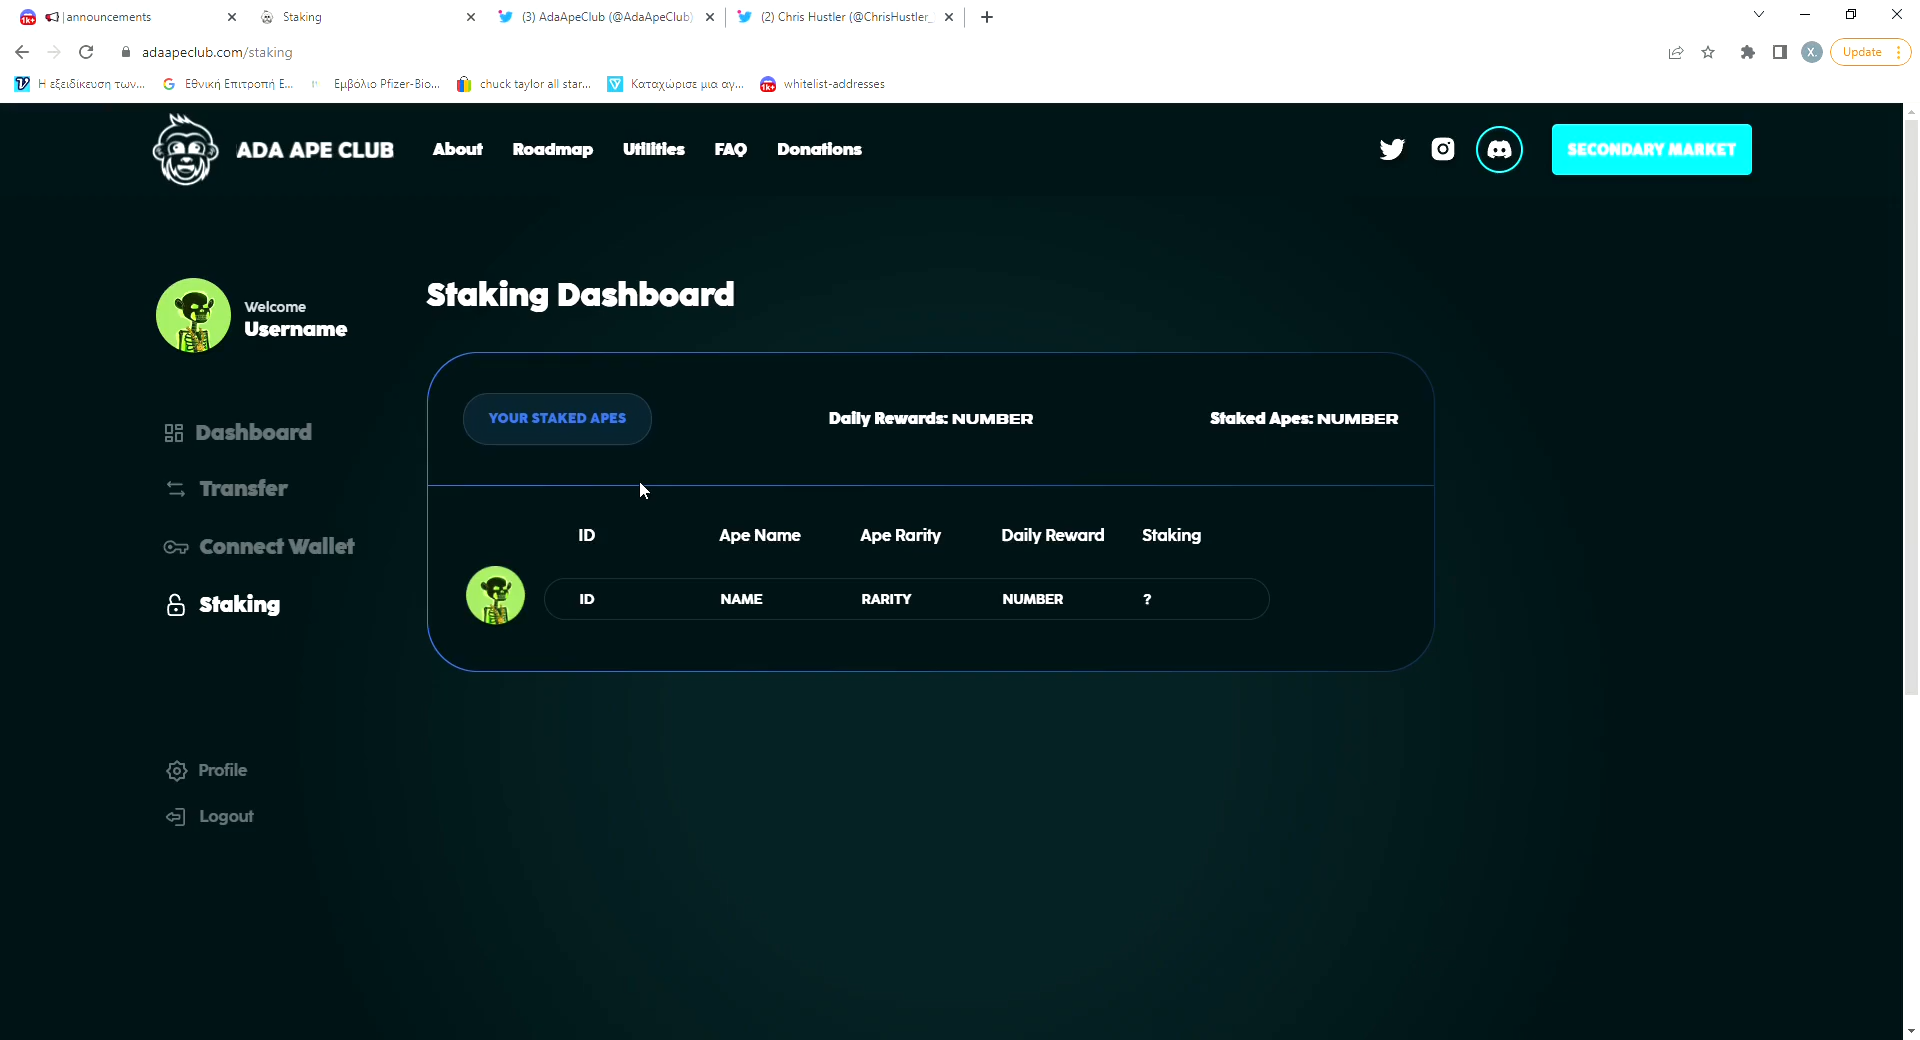 1k+ | announcements
Staking
(3) AdaApeClub (@AdaApeClub)
(2) Chris Hustler (@ChrisHustler_
adaapeclub.com/staking
X.
Update
Η εξειδίκευση των...
Εθνική Επιτροπή Ε...
Εμβόλιο Pfizer-Bio...
chuck taylor all star...
Καταχώρισε μια αγ...
1k+ whitelist-addresses
ADA APE CLUB
About
Roadmap
Utilities
FAQ
Donations
SECONDARY MARKET
Welcome
Username
Staking Dashboard
YOUR STAKED APES
Daily Rewards: NUMBER
Staked Apes: NUMBER
Dashboard
Transfer
Connect Wallet
Staking
ID Ape Name Ape Rarity Daily Reward Staking
ID NAME RARITY NUMBER ?
Profile
Logout